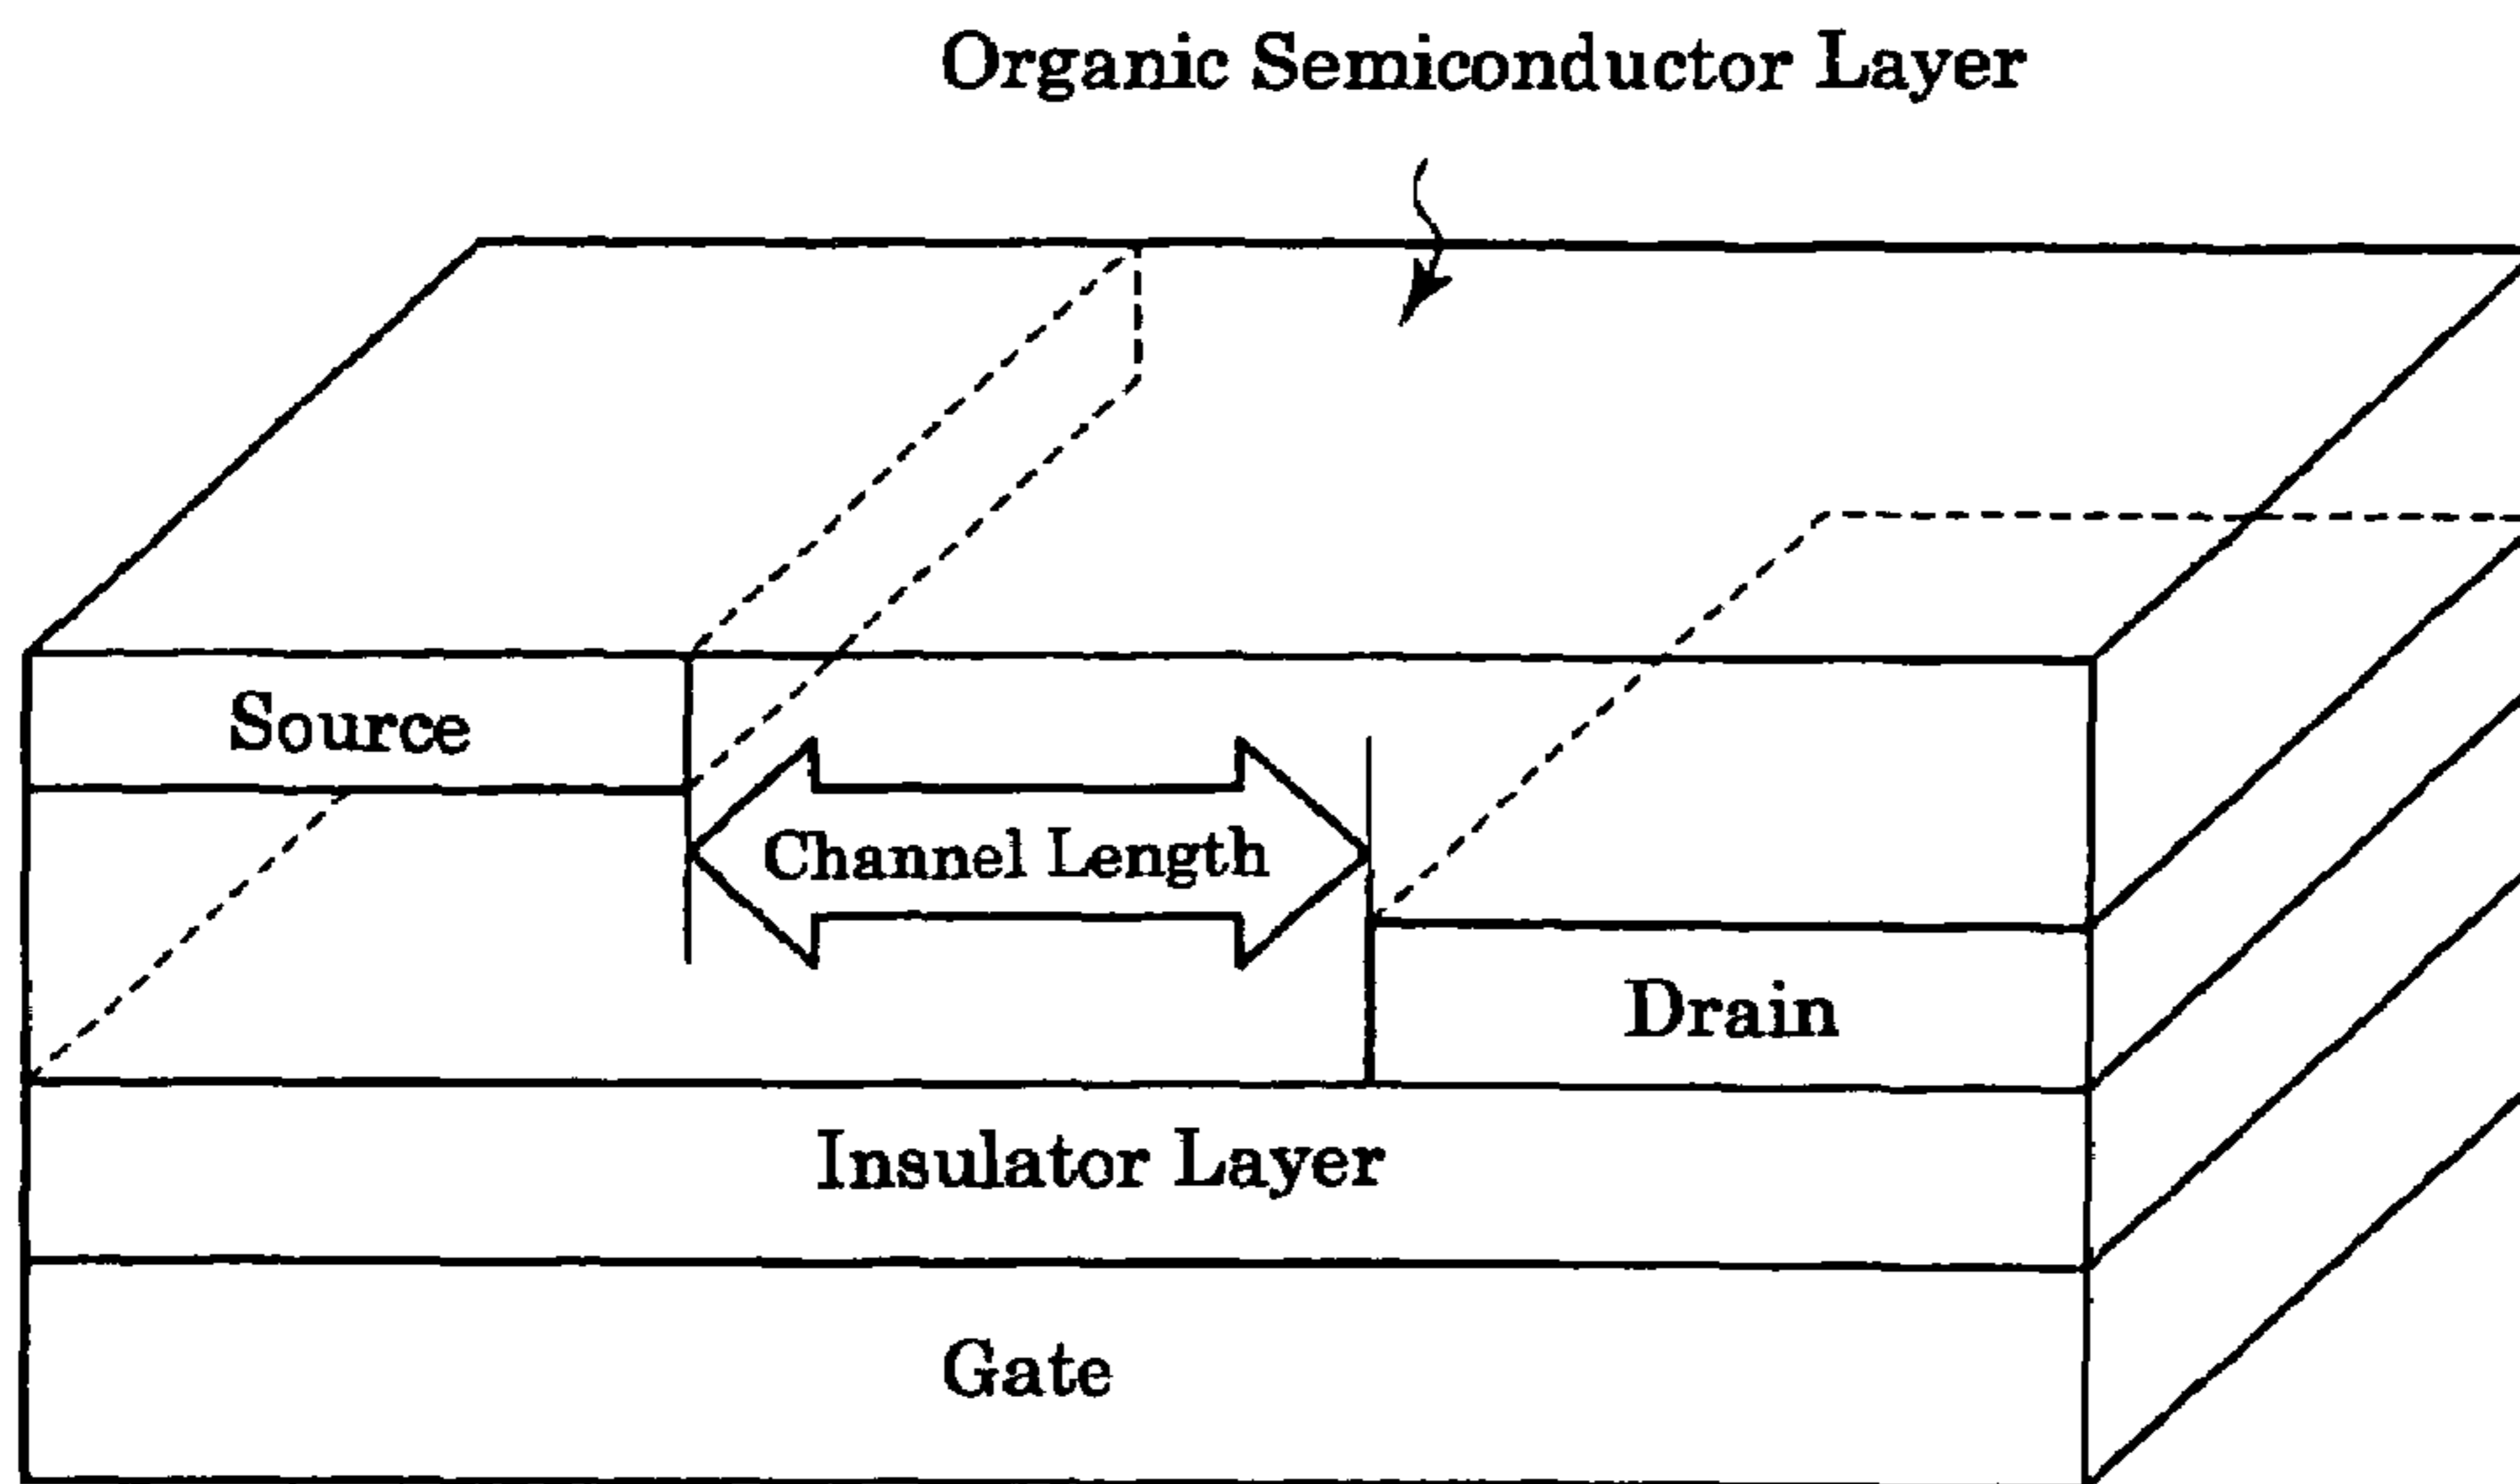 Organic Semiconductor Layer
Source
Channel Length
Drain
Insulator Layer
Gate